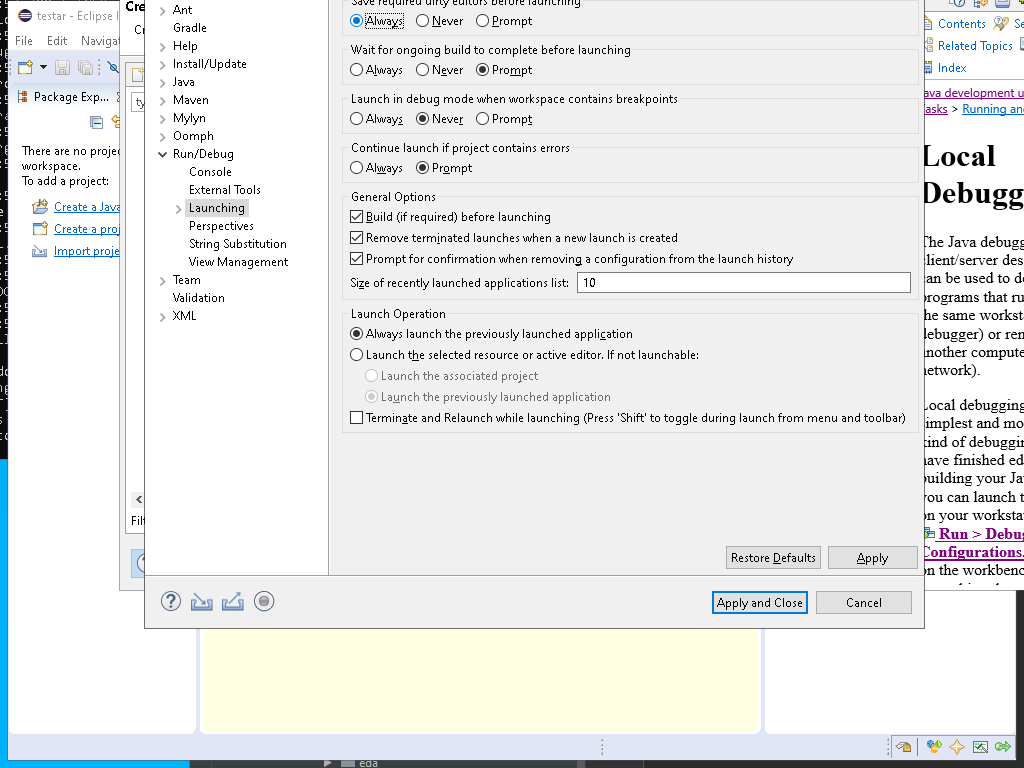 testar - Eclipse I
File Edit Navigat
Package Exp...
There are no projec
workspace.
To add a project:
Create a Java
Create a proj
Import proje
Cre
Cr
ty
Filt
Ant
Gradle
Help
Install/Update
Java
Maven
Mylyn
Oomph
Run/Debug
Console
External Tools
Launching
Perspectives
String Substitution
View Management
Team
Validation
XML
Save required dirty editors before launching
Always Never Prompt
Wait for ongoing build to complete before launching
Always Never Prompt
Launch in debug mode when workspace contains breakpoints
Always Never Prompt
Continue launch if project contains errors
Always Prompt
General Options
Build (if required) before launching
Remove terminated launches when a new launch is created
Prompt for confirmation when removing a configuration from the launch history
Size of recently launched applications list: 10
Launch Operation
Always launch the previously launched application
Launch the selected resource or active editor. If not launchable:
Launch the associated project
Launch the previously launched application
Terminate and Relaunch while launching (Press 'Shift' to toggle during launch from menu and toolbar)
Restore Defaults Apply
Apply and Close Cancel
Contents Se
Related Topics
Index
ava development u
asks > Running an
Local
Debugg
The Java debugg
client/server des
can be used to de
programs that ru
he same worksta
debugger) or rem
another compute
network).
Local debugging
simplest and mo
kind of debuggin
have finished ed
building your Ja
you can launch t
on your worksta
Run > Debug
Configurations.
on the workbenc
eda